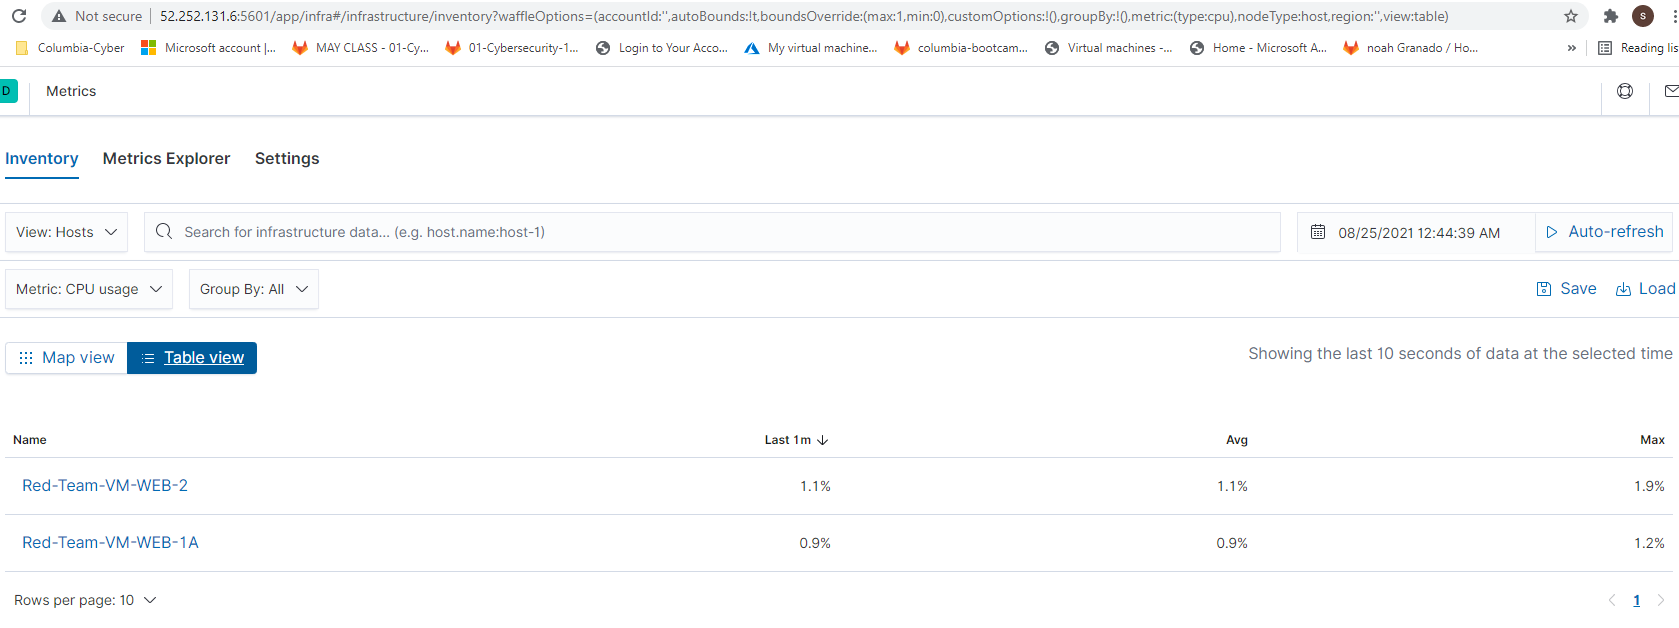 Not secure 52.252.131.6:5601/app/infra#/infrastructure/inventory?waffleOptions=(accountId:'',autoBounds:!t,boundsOverride:(max:1,min:0),customOptions:!(),groupBy:!(),metric:(type:cpu),nodeType:host,region:'',view:table) s
Columbia-Cyber Microsoft account |... MAY CLASS - 01-Cy... 01-Cybersecurity-1... Login to Your Acco... My virtual machine... columbia-bootcam... Virtual machines -... Home - Microsoft A... noah Granado / Ho... » Reading lis
D Metrics
Inventory Metrics Explorer Settings
View: Hosts Search for infrastructure data... (e.g. host.name:host-1) 08/25/2021 12:44:39 AM Auto-refresh
Metric: CPU usage Group By: All Save Load
Map view Table view Showing the last 10 seconds of data at the selected time
Name Last 1m Avg Max
Red-Team-VM-WEB-2 1.1% 1.1% 1.9%
Red-Team-VM-WEB-1A 0.9% 0.9% 1.2%
Rows per page: 10 1